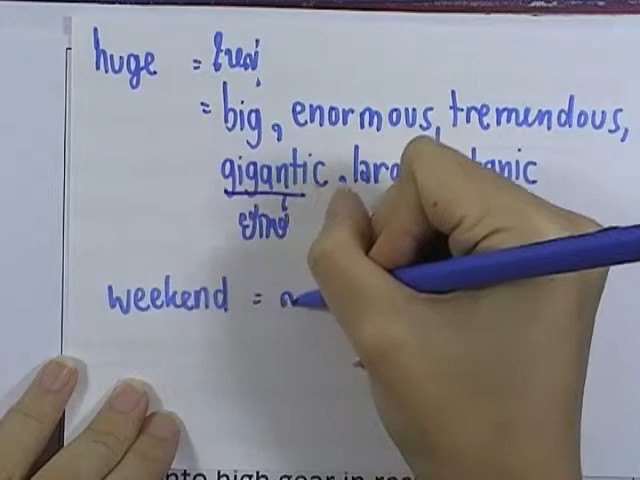 huge = ใหญ่
= big, enormous, tremendous,
gigantic
ยักษ์
weekend =